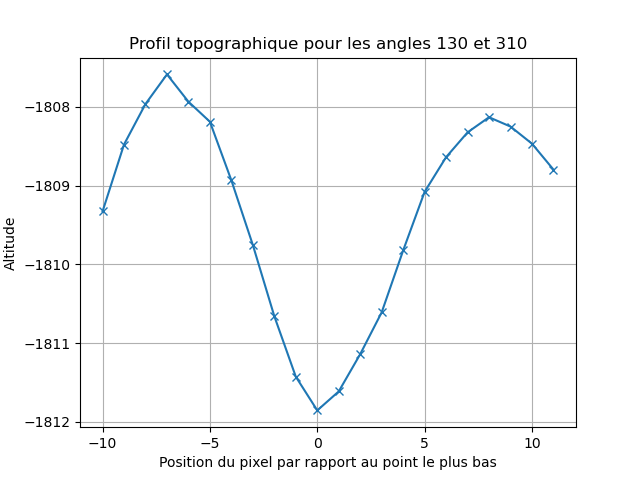 Profil topographique pour les angles 130 et 310
Altitude
−1808
−1809
−1810
−1811
−1812
−10 −5 0 5 10
Position du pixel par rapport au point le plus bas